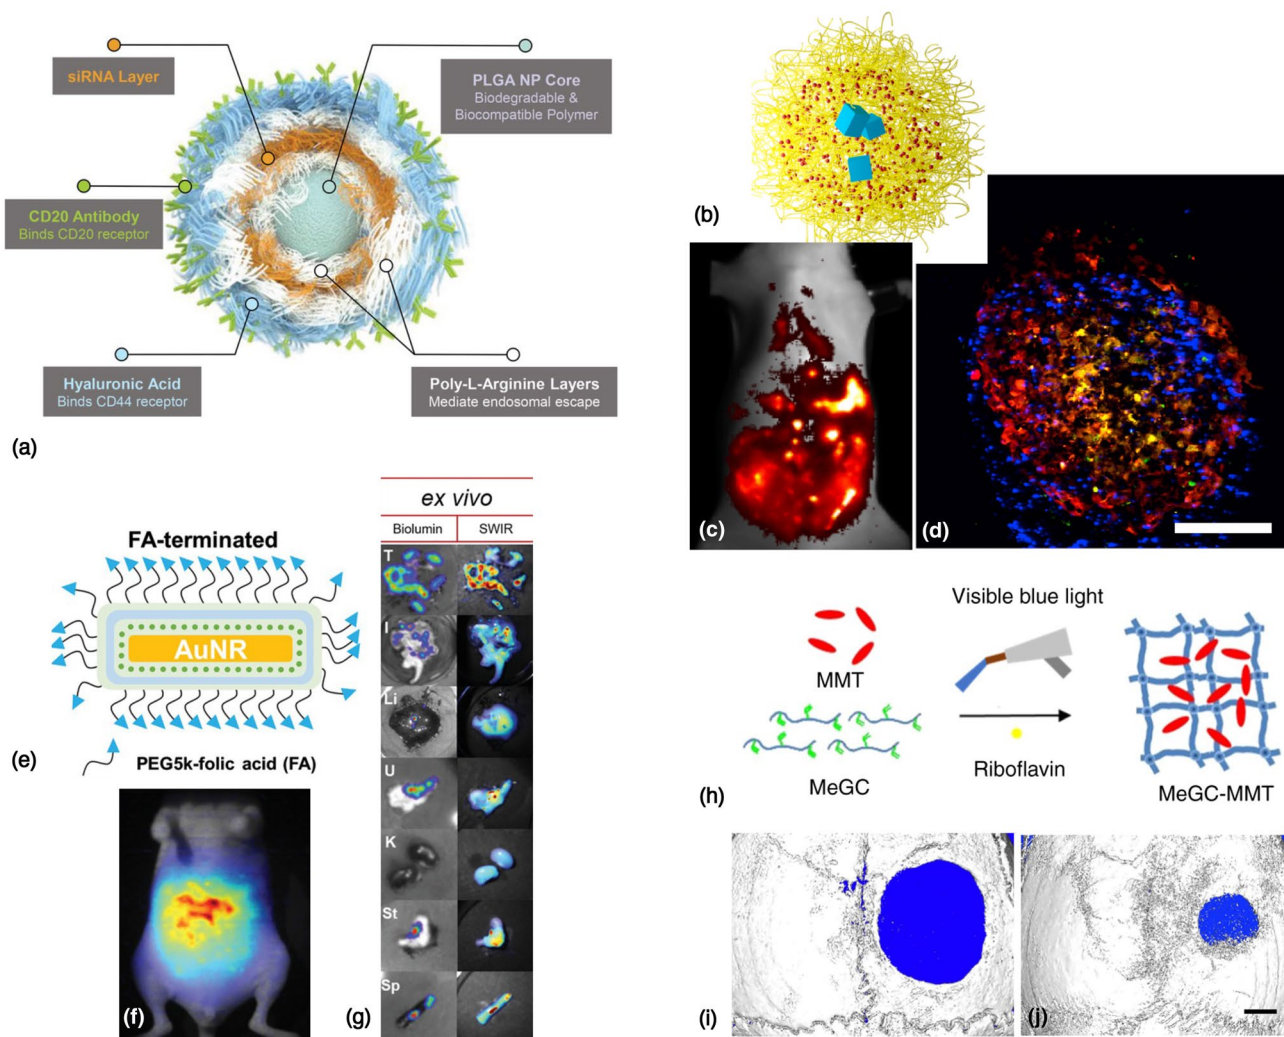 siRNA Layer
PLGA NP Core
Biodegradable &
Biocompatible Polymer
CD20 Antibody
Binds CD20 receptor
Hyaluronic Acid
Binds CD44 receptor
Poly-L-Arginine Layers
Mediate endosomal escape
(a)
(b)
(c)
(d)
FA-terminated
AuNR
PEG5k-folic acid (FA)
(e)
(f)
ex vivo
Biolumin SWIR
T
I
Li
U
K
St
Sp
(g)
Visible blue light
MMT
MeGC
Riboflavin
MeGC-MMT
(h)
(i)
(j)